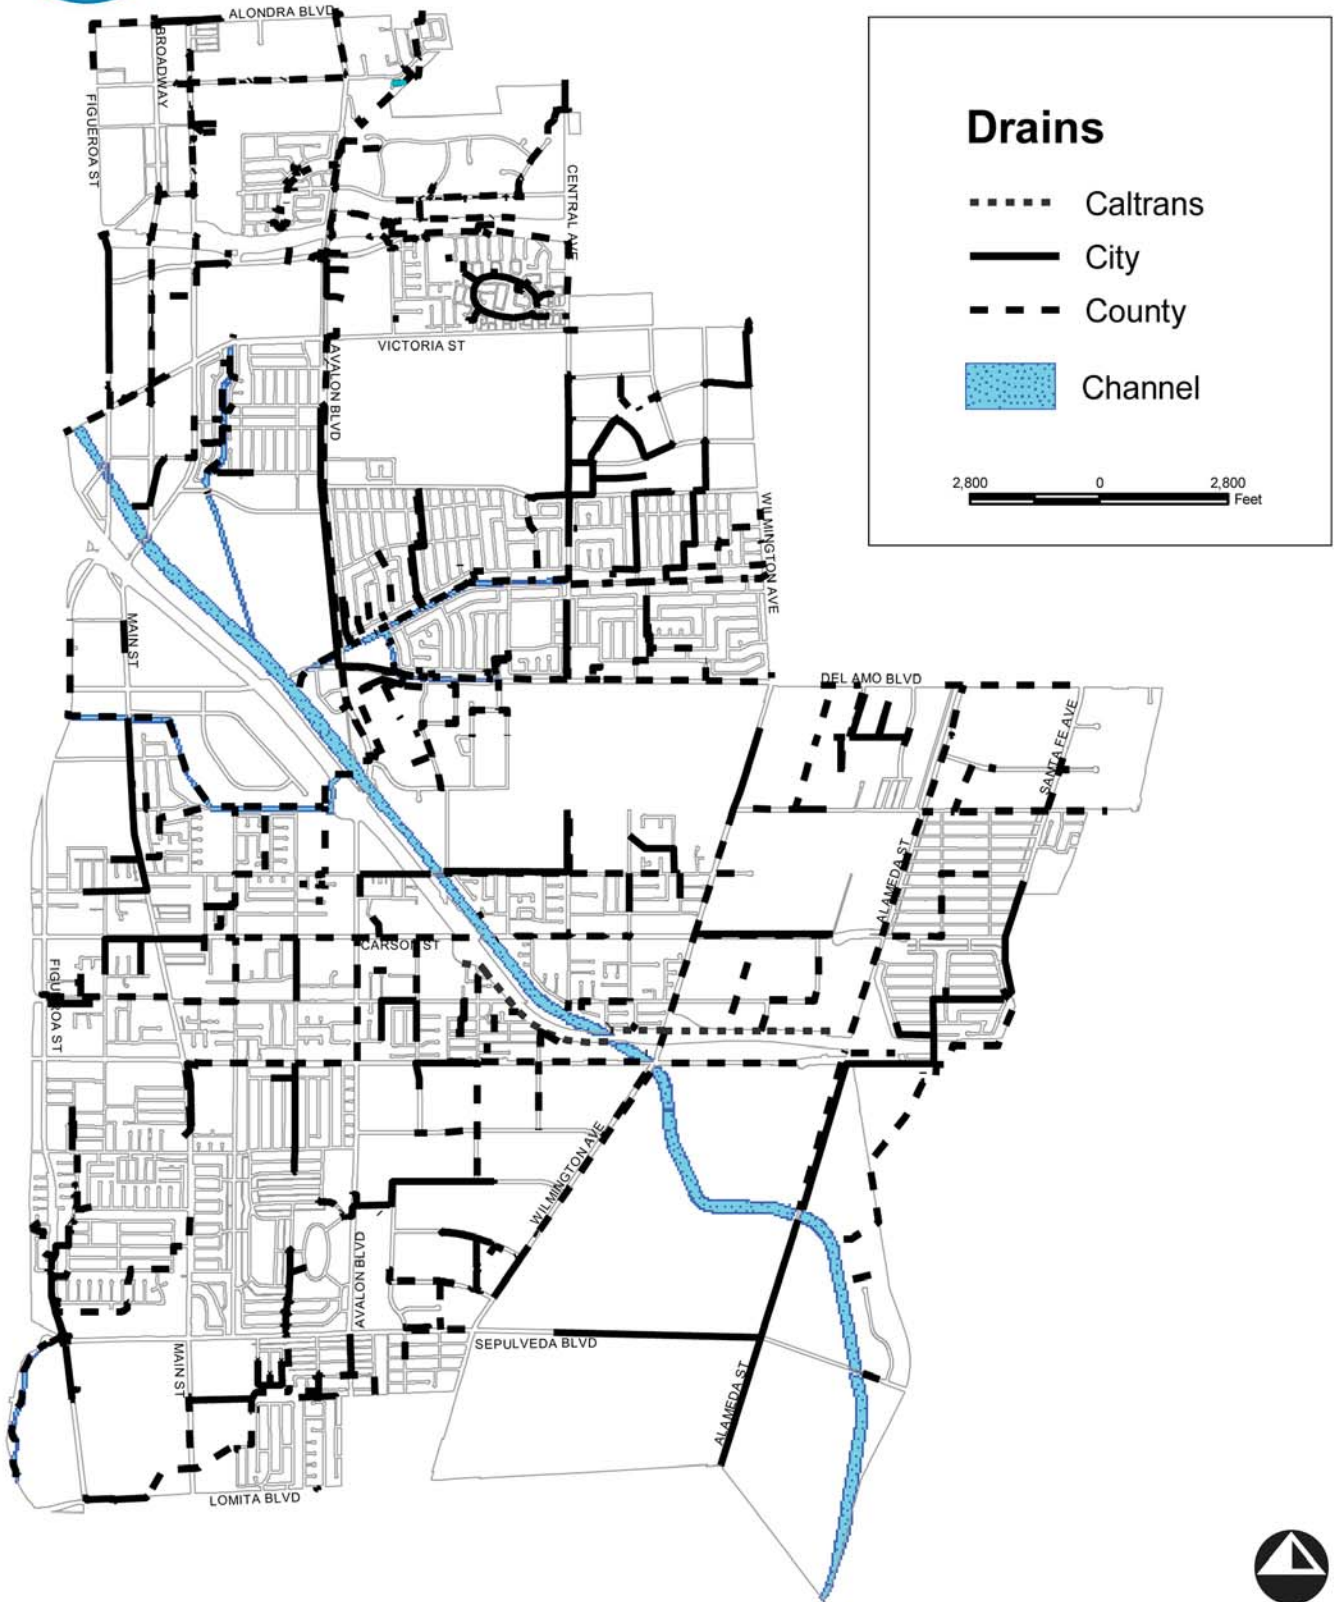 ALONDRA BLVD
BROADWAY
FIGUEROA ST
CENTRAL AVE
VICTORIA ST
AVALON BLVD
WILMINGTON AVE
MAIN ST
DEL AMO BLVD
SANTA FE AVE
ALAMEDA ST
CARSON ST
FIGUEROA ST
WILMINGTON AVE
AVALON BLVD
SEPULVEDA BLVD
MAIN ST
ALAMEDA ST
LOMITA BLVD
Drains
Caltrans
City
County
Channel
2,800 0 2,800
Feet